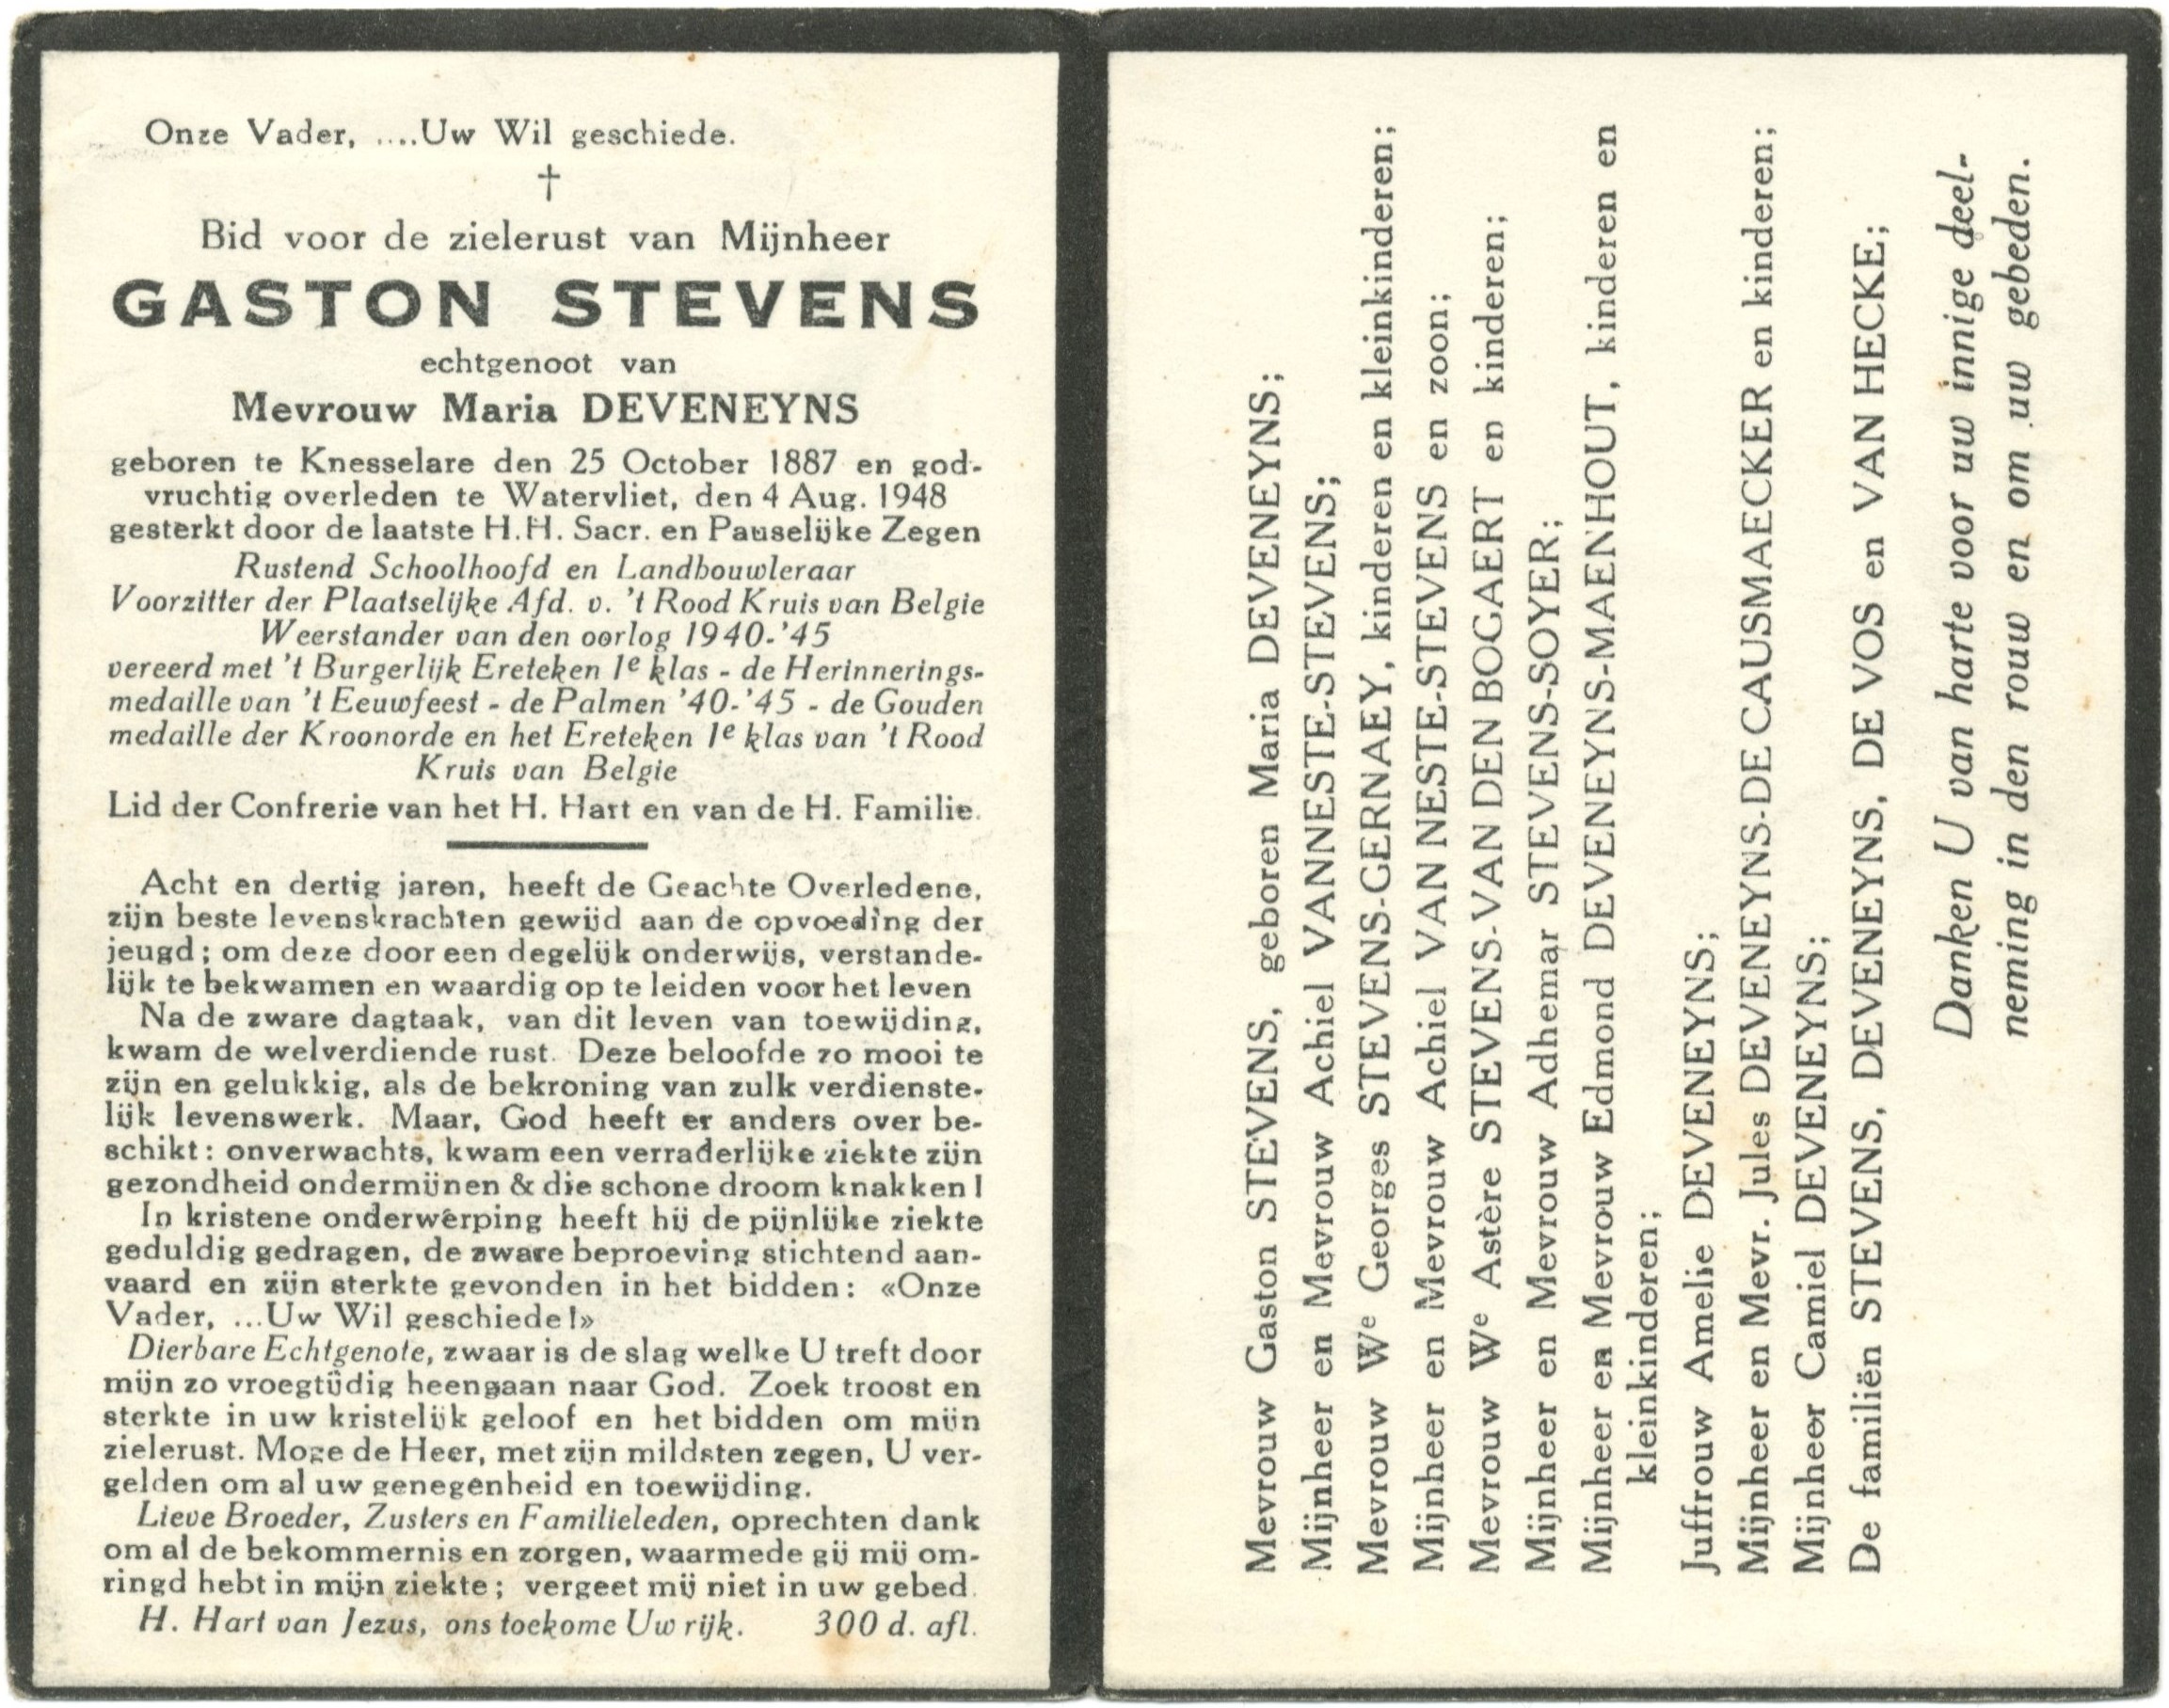 Onze Vader, ....Uw Wil geschiede.
†
Bid voor de zielerust van Mijnheer
GASTON STEVENS
echtgenoot van
Mevrouw Maria DEVENEYNS
geboren te Knesselare den 25 October 1887 en god-
vruchtig overleden te Watervliet, den 4 Aug. 1948
gesterkt door de laatste H.H. Sacr. en Pauselijke Zegen
Rustend Schoolhoofd en Landbouwleraar
Voorzitter der Plaatselijke Afd. v. 't Rood Kruis van Belgie
Weerstander van den oorlog 1940-'45
vereerd met 't Burgerlijk Ereteken 1e klas - de Herinnerings-
medaille van 't Eeuwfeest - de Palmen '40-'45 - de Gouden
medaille der Kroonorde en het Ereteken 1e klas van 't Rood
Kruis van Belgie
Lid der Confrerie van het H. Hart en van de H. Familie.
Acht en dertig jaren, heeft de Geachte Overledene,
zijn beste levenskrachten gewijd aan de opvoeding der
jeugd; om deze door een degelijk onderwijs, verstande-
lijk te bekwamen en waardig op te leiden voor het leven
Na de zware dagtaak, van dit leven van toewijding,
kwam de welverdiende rust. Deze beloofde zo mooi te
zijn en gelukkig, als de bekroning van zulk verdienste-
lijk levenswerk. Maar, God heeft er anders over be-
schikt: onverwachts, kwam een verraderlijke ziekte zijn
gezondheid ondermijnen & die schone droom knakken!
In kristene onderwerping heeft hij de pijnlijke ziekte
geduldig gedragen, de zware beproeving stichtend aan-
vaard en zijn sterkte gevonden in het bidden: «Onze
Vader, ...Uw Wil geschiede!»
Dierbare Echtgenote, zwaar is de slag welke U treft door
mijn zo vroegtijdig heengaan naar God. Zoek troost en
sterkte in uw kristelijk geloof en het bidden om mijn
zielerust. Moge de Heer, met zijn mildsten zegen, U ver-
gelden om al uw genegenheid en toewijding.
Lieve Broeder, Zusters en Familieleden, oprechten dank
om al de bekommernis en zorgen, waarmede gij mij om-
ringd hebt in mijn ziekte; vergeet mij niet in uw gebed.
H. Hart van Jezus, ons toekome Uw rijk. 300 d. afl.
Mevrouw Gaston STEVENS, geboren Maria DEVENEYNS;
Mijnheer en Mevrouw Achiel VANNESTE-STEVENS;
Mevrouw We Georges STEVENS-GERNAEY, kinderen en kleinkinderen;
Mijnheer en Mevrouw Achiel VAN NESTE-STEVENS en zoon;
Mevrouw We Astère STEVENS-VAN DEN BOGAERT en kinderen;
Mijnheer en Mevrouw Adhemar STEVENS-SOYER;
Mijnheer en Mevrouw Edmond DEVENEYNS-MAENHOUT, kinderen en
kleinkinderen;
Juffrouw Amelie DEVENEYNS;
Mijnheer en Mevr. Jules DEVENEYNS-DE CAUSMAECKER en kinderen;
Mijnheer Camiel DEVENEYNS;
De familiën STEVENS, DEVENEYNS, DE VOS en VAN HECKE;
Danken U van harte voor uw innige deel-
neming in den rouw en om uw gebeden.